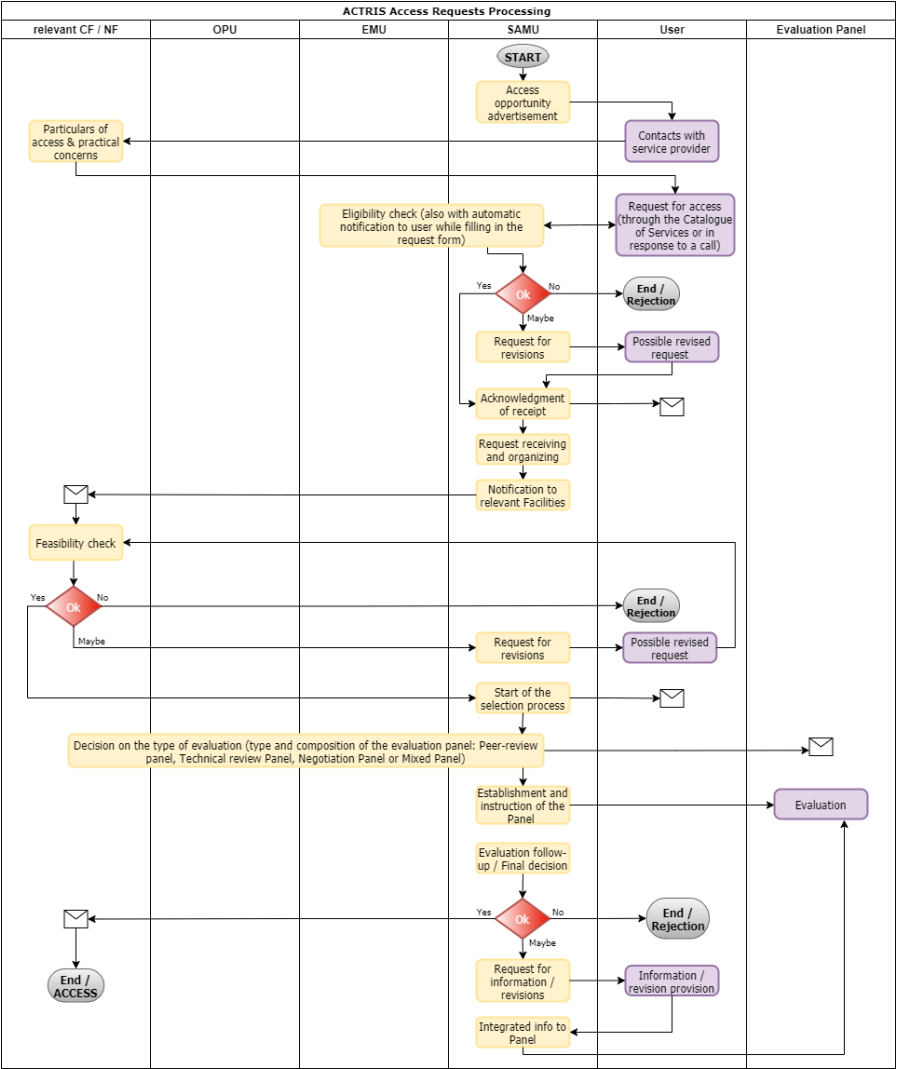 ACTRIS Access Requests Processing
relevant CF / NF
OPU
EMU
SAMU
User
Evaluation Panel
START
Access
opportunity
advertisement
Particulars of
access & practical
concerns
Contacts with
service provider
Eligibility check (also with automatic
notification to user while filling in the
request form)
Request for access
(through the Catalogue
of Services or in
response to a call)
Yes
Ok
No
End /
Rejection
Maybe
Request for
revisions
Possible revised
request
Acknowledgment
of receipt
Request receiving
and organizing
Notification to
relevant Facilities
Feasibility check
Yes
Ok
No
End /
Rejection
Maybe
Request for
revisions
Possible revised
request
Start of the
selection process
Decision on the type of evaluation (type and composition of the evaluation panel: Peer-review
panel, Technical review Panel, Negotiation Panel or Mixed Panel)
Establishment and
instruction of the
Panel
Evaluation
Evaluation follow-
up / Final decision
Yes
Ok
No
End /
Rejection
Maybe
End /
ACCESS
Request for
information /
revisions
Information /
revision provision
Integrated info to
Panel